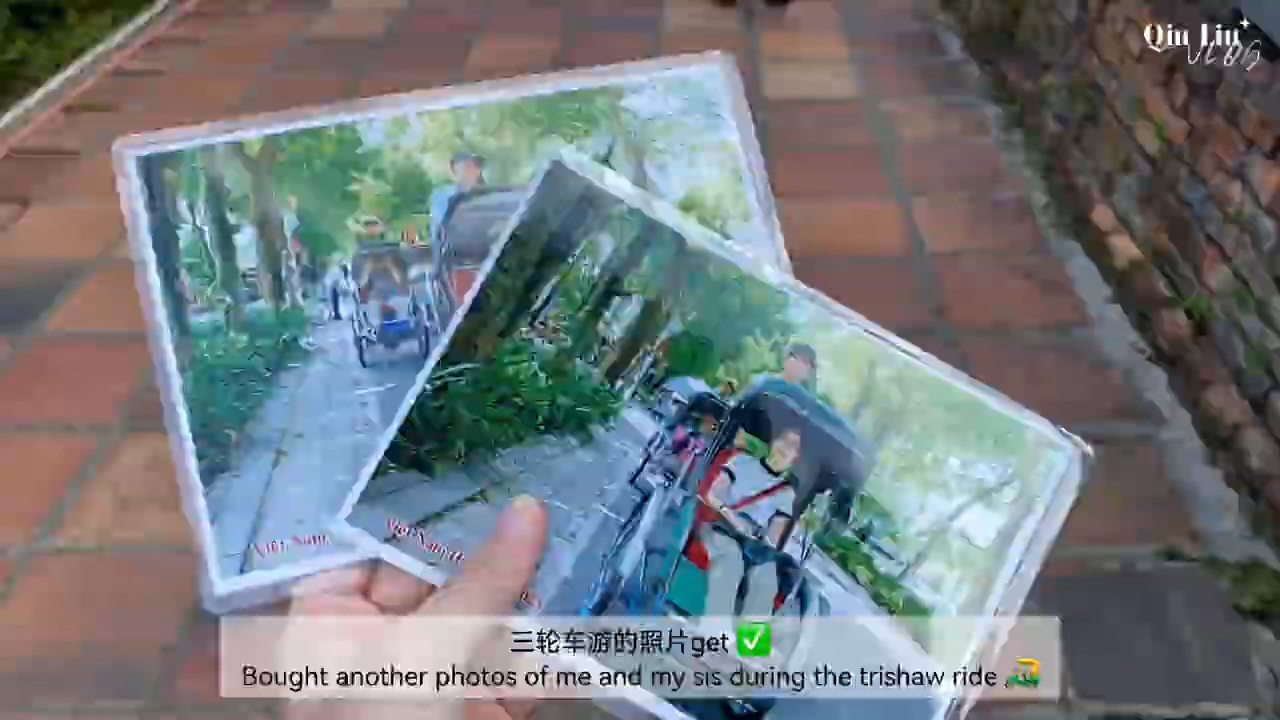 Qin Liu
VLOG
Việt Nam
Việt Nam
三轮车游的照片get ✅
Bought another photos of me and my sis during the trishaw ride 🛺